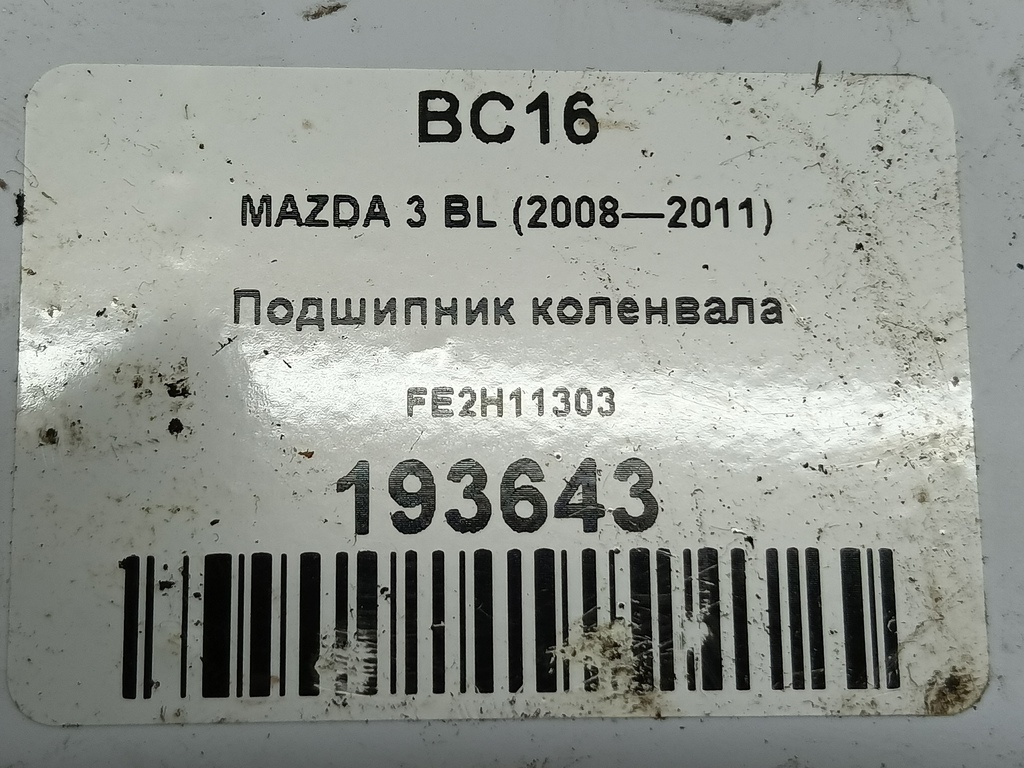 BC16
MAZDA 3 BL (2008—2011)
Подшипник коленвала
FE2H11303
193643